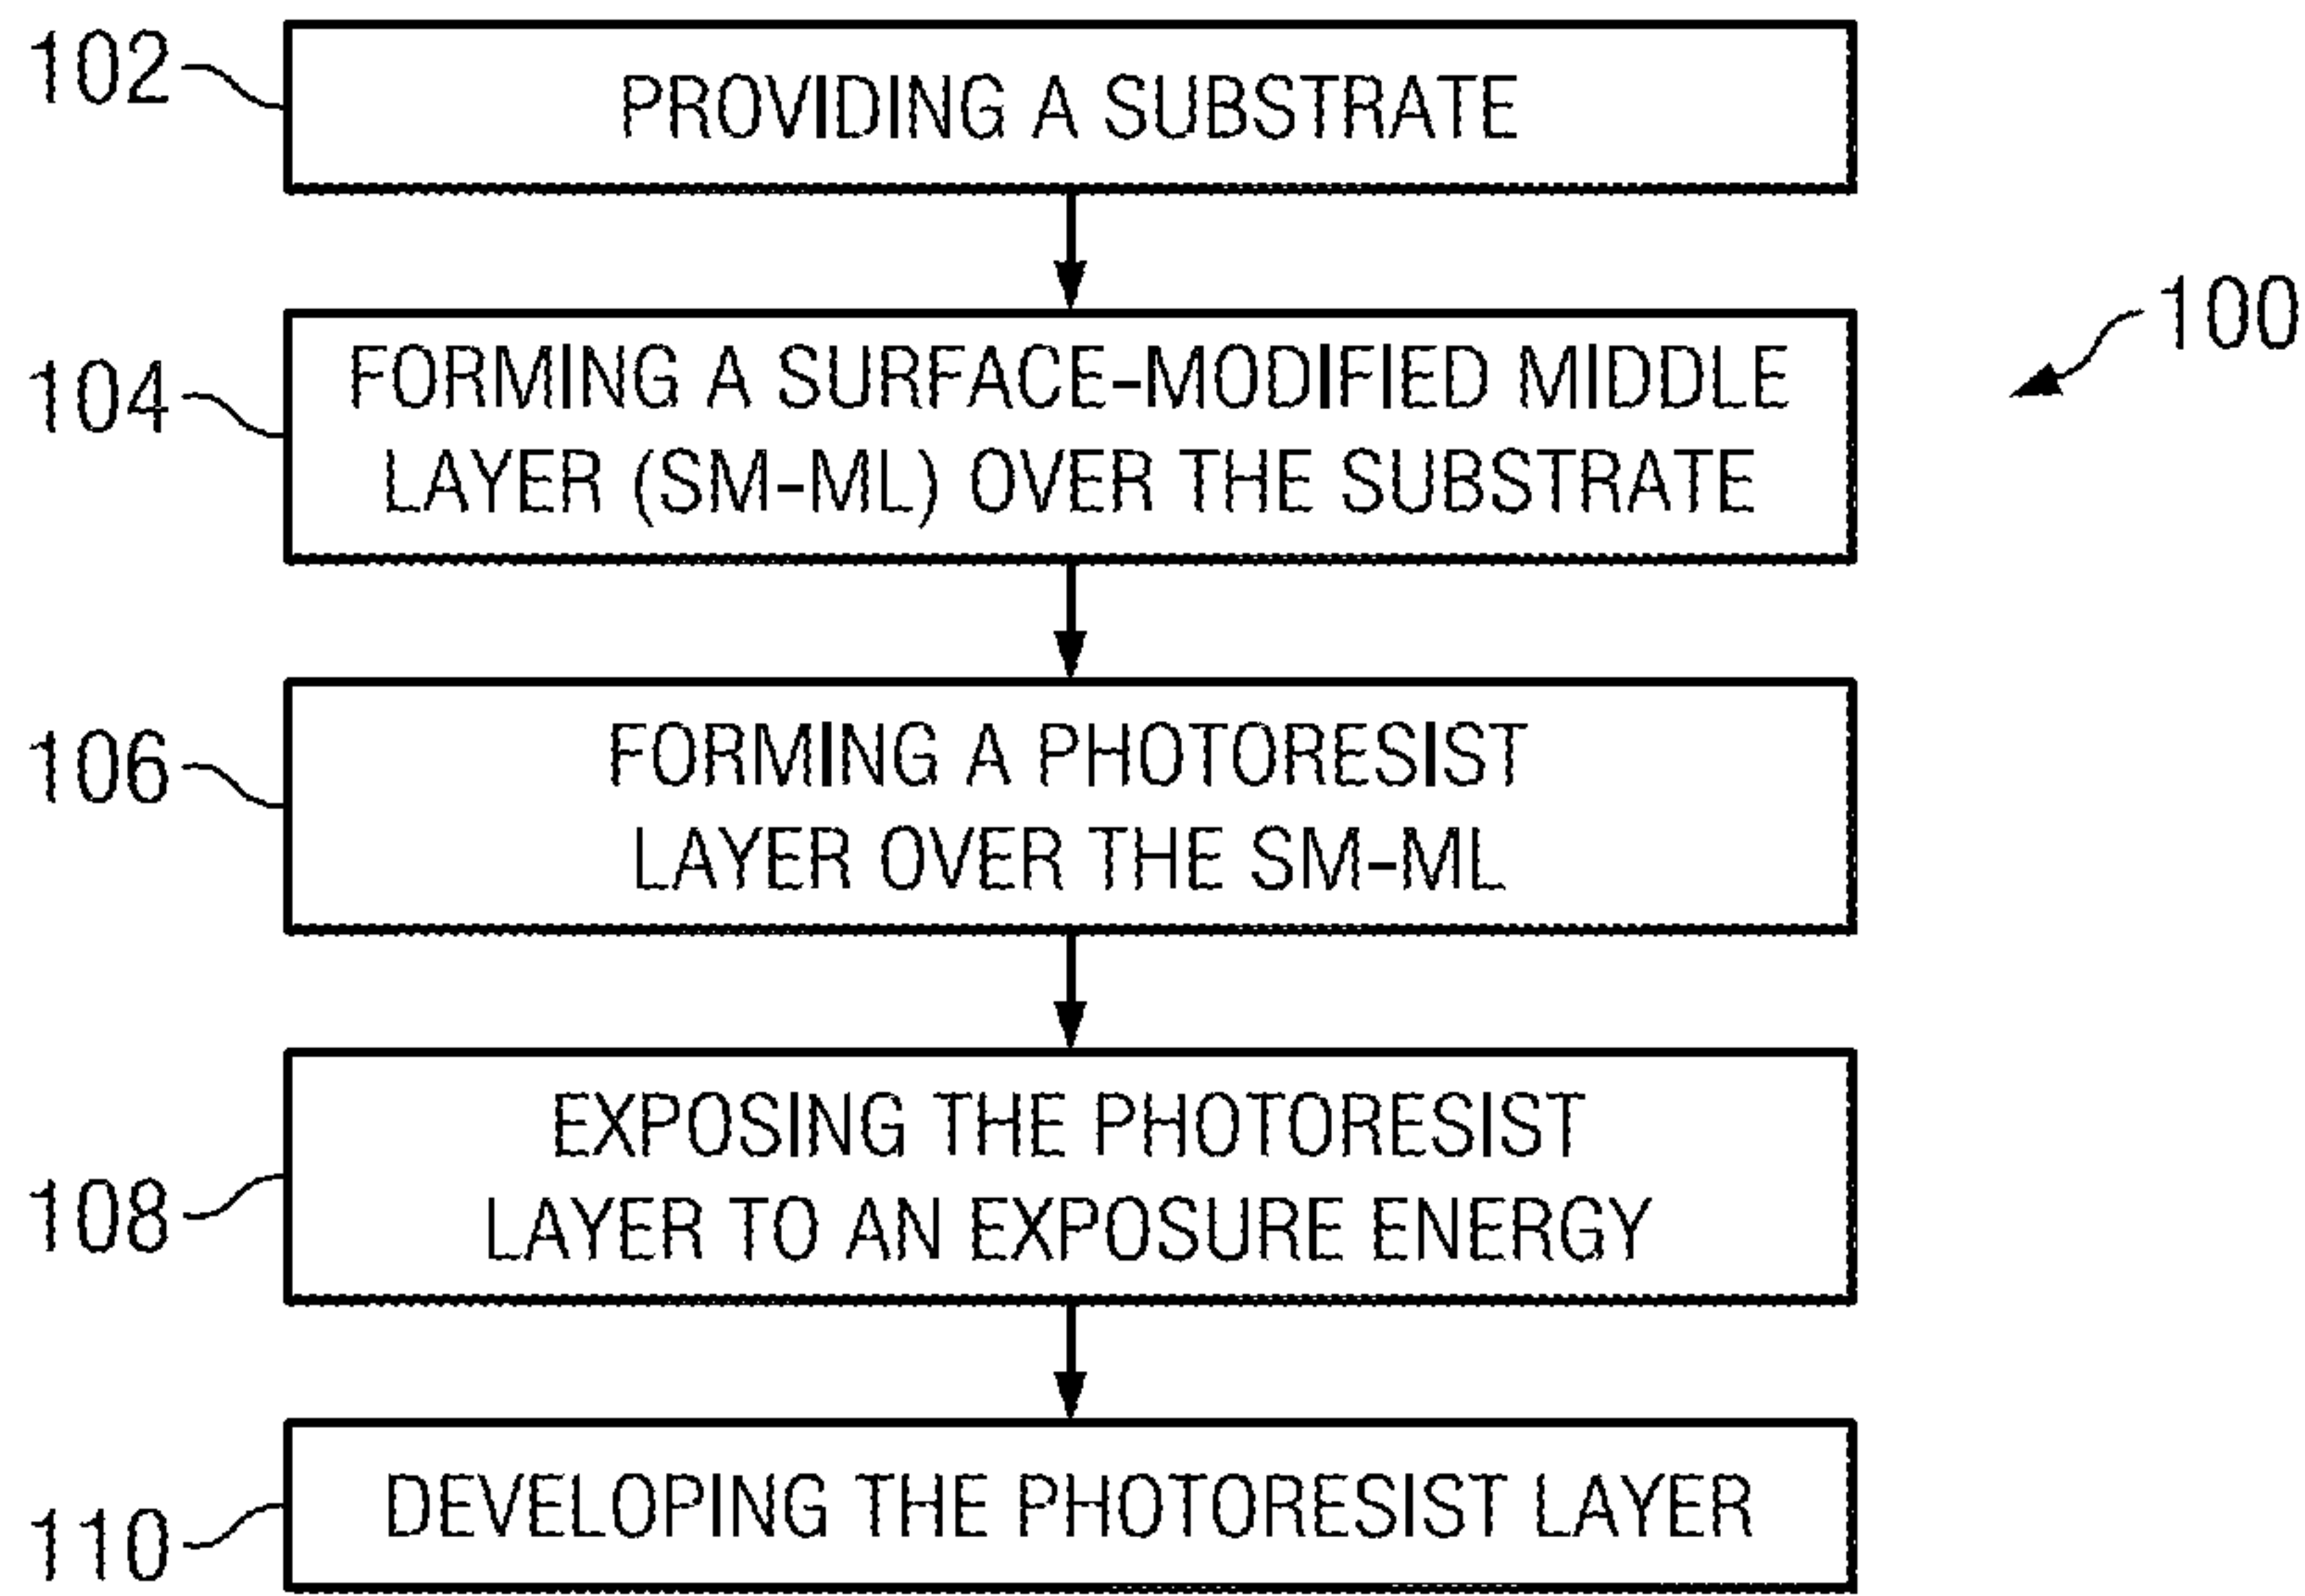 102
PROVIDING A SUBSTRATE
100
104
FORMING A SURFACE-MODIFIED MIDDLE
LAYER (SM-ML) OVER THE SUBSTRATE
106
FORMING A PHOTORESIST
LAYER OVER THE SM-ML
108
EXPOSING THE PHOTORESIST
LAYER TO AN EXPOSURE ENERGY
110
DEVELOPING THE PHOTORESIST LAYER